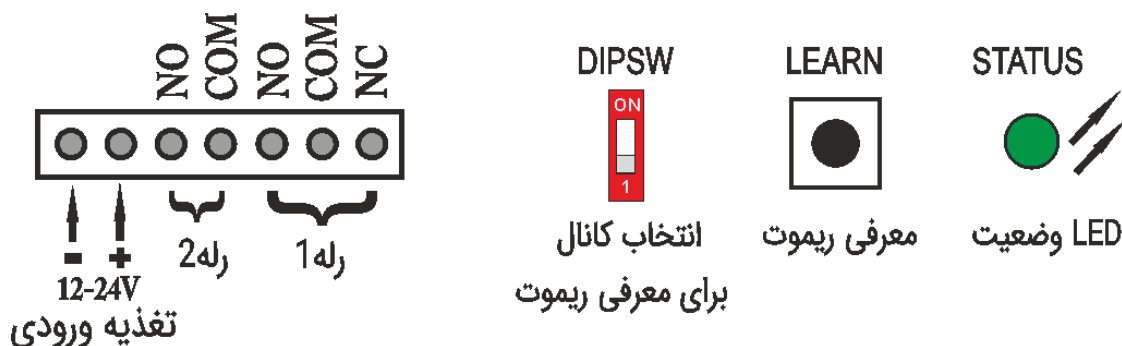 NO
COM
NO
COM
NC
رله2
رله1
- +
12-24V
تغذیه ورودی
DIPSW
ON
1
انتخاب کانال
برای معرفی ریموت
LEARN
معرفی ریموت
STATUS
LED وضعیت